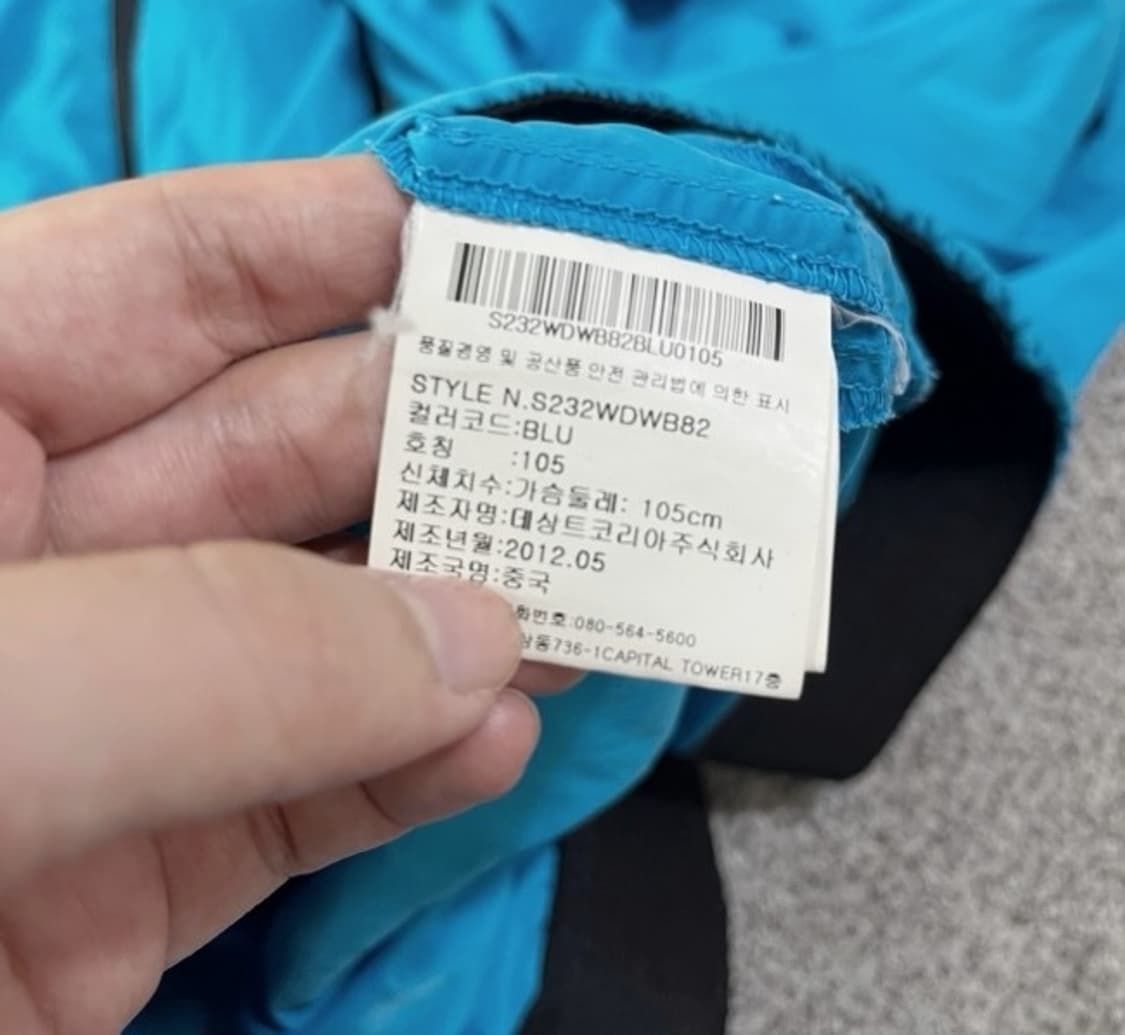 S232WDWB82BLU0105
품질경영 및 공산품 안전 관리법에 의한 표시
STYLE N.S232WDWB82
컬러코드:BLU
호칭 :105
신체치수:가슴둘레: 105cm
제조자명:데상트코리아주식회사
제조년월:2012.05
제조국명:중국
화번호:080-564-5600
동736-1CAPITAL TOWER17층